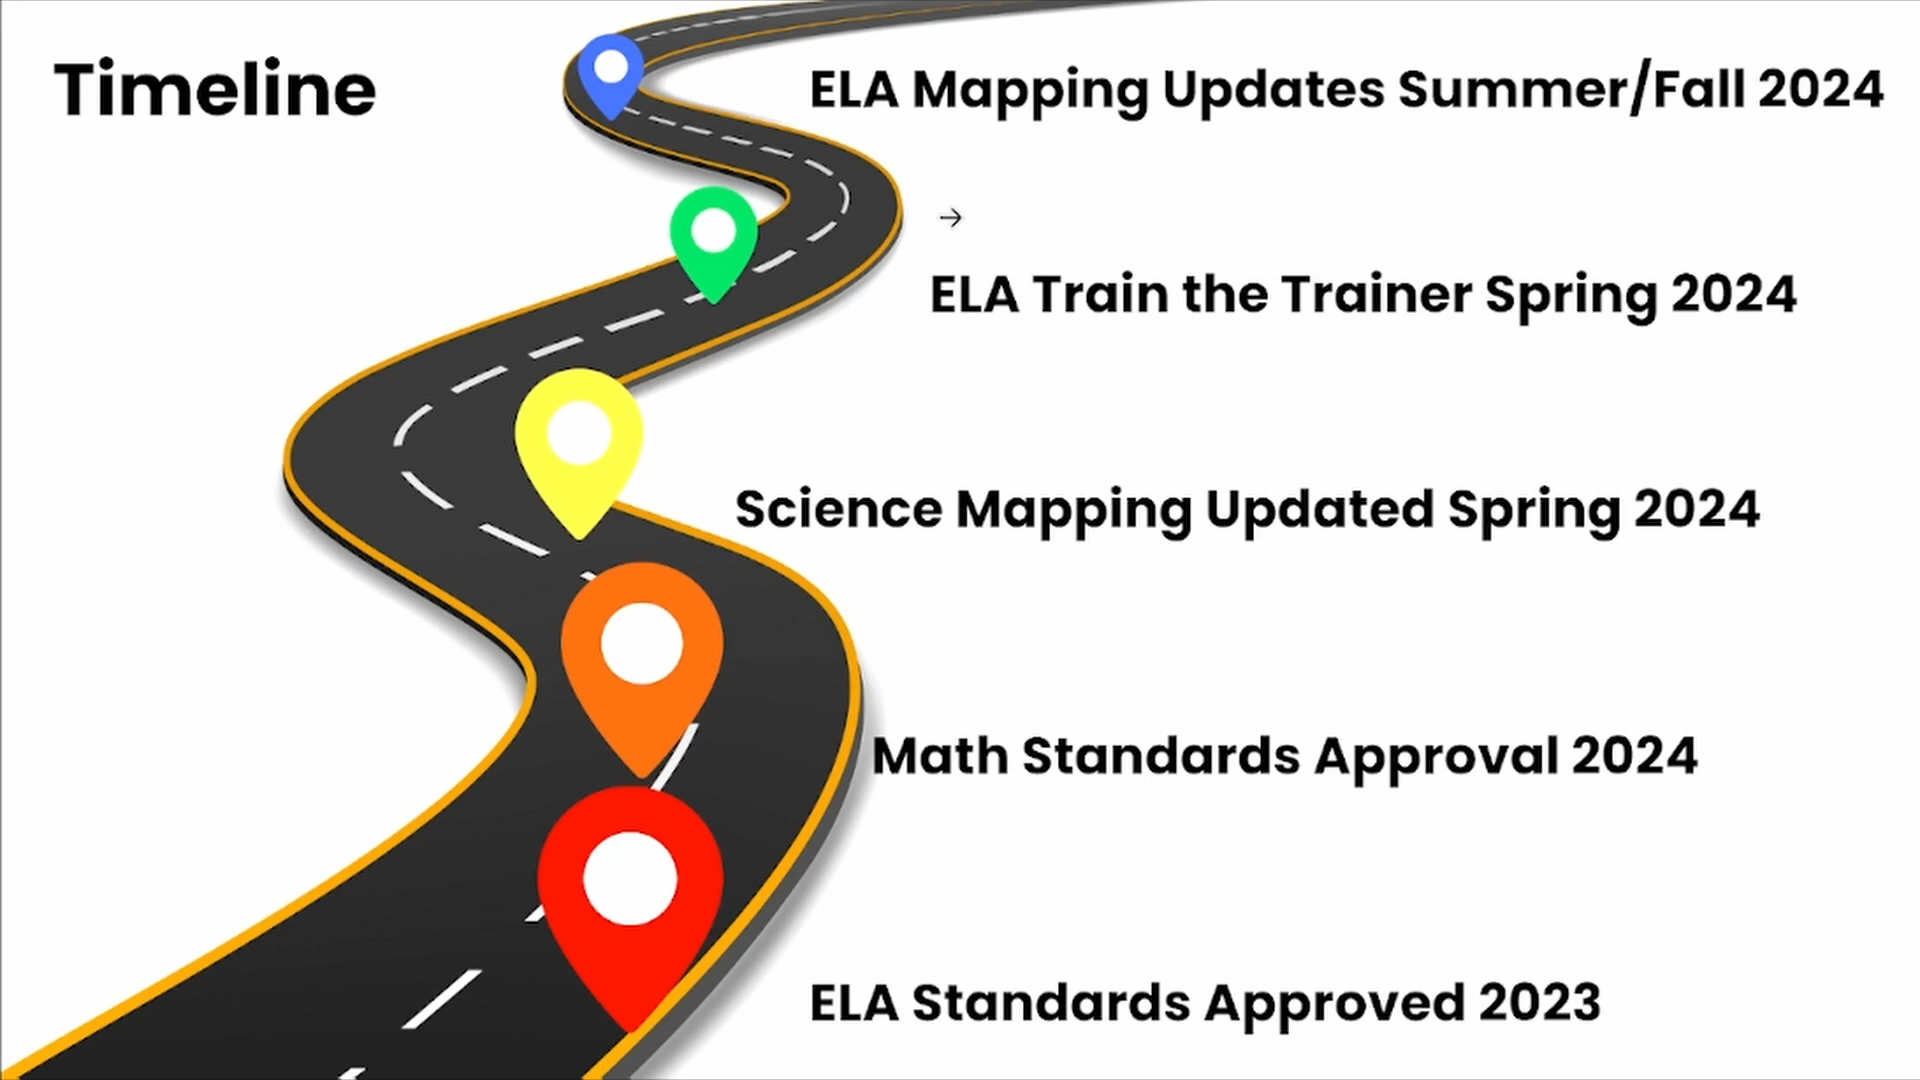 Timeline
ELA Mapping Updates Summer/Fall 2024
ELA Train the Trainer Spring 2024
Science Mapping Updated Spring 2024
Math Standards Approval 2024
ELA Standards Approved 2023